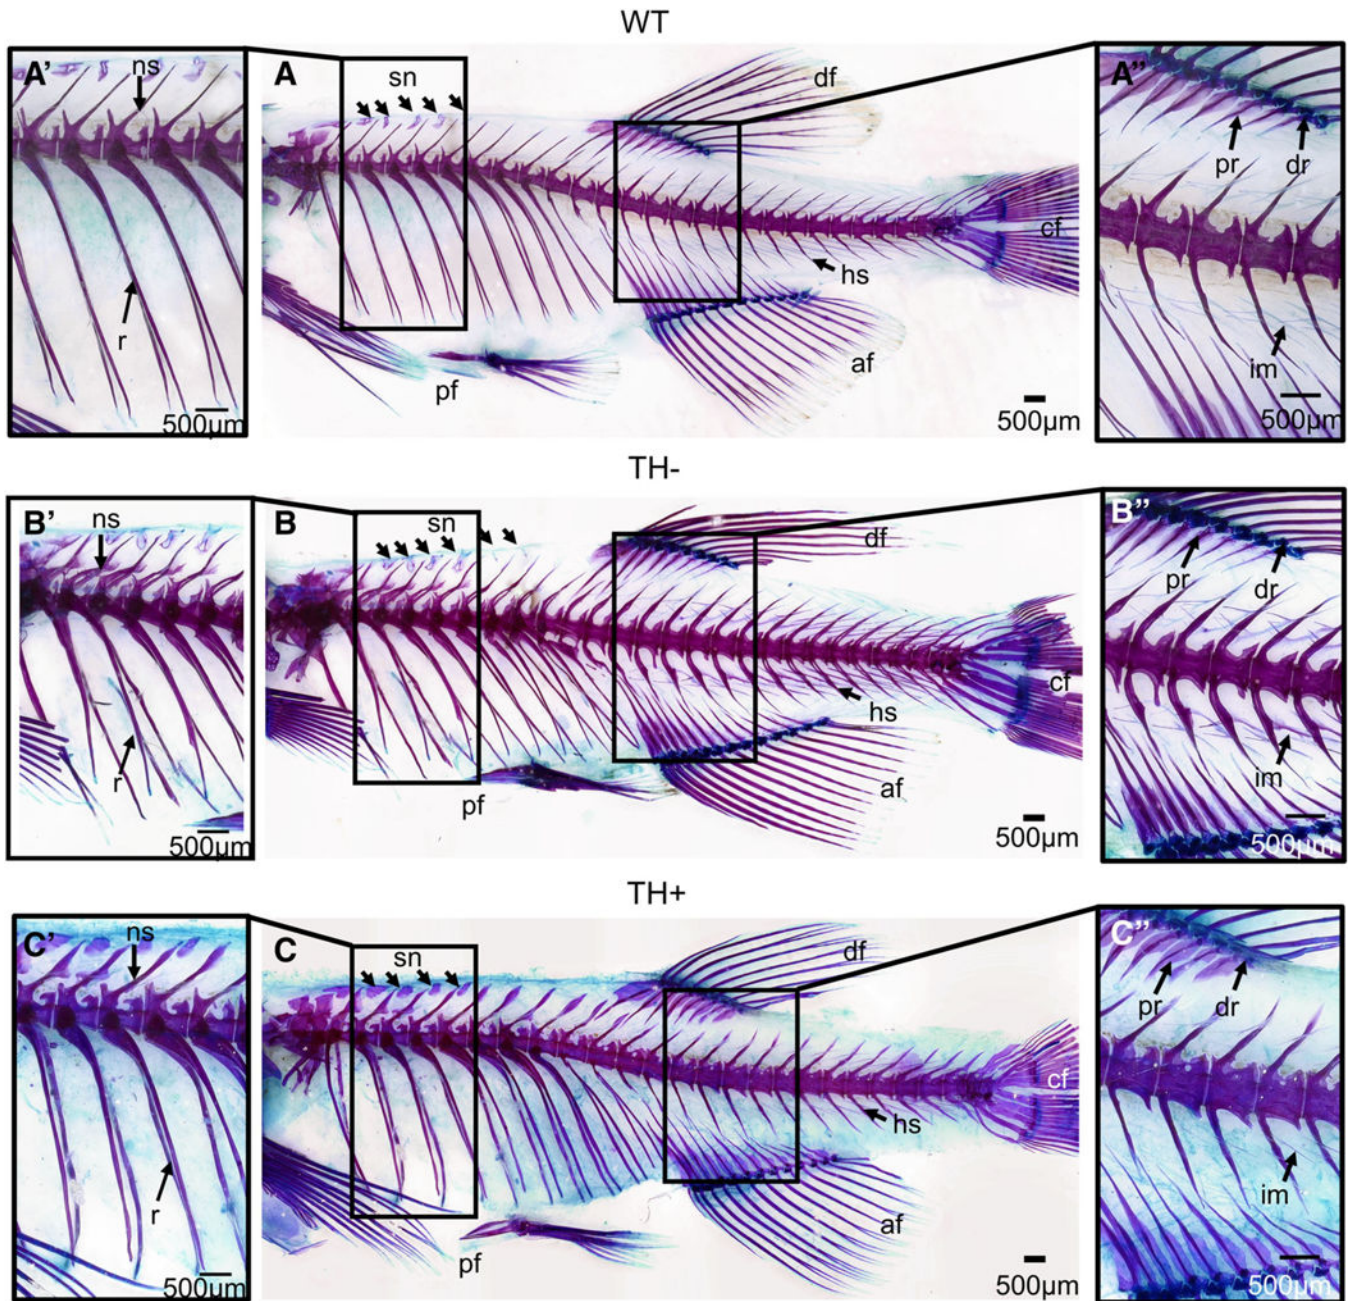 WT
A'
ns
r
500µm
A
sn
df
cf
hs
af
pf
500µm
A"
pr
dr
im
500µm
TH-
B'
ns
r
500µm
B
sn
df
cf
hs
af
pf
500µm
B"
pr
dr
im
500µm
TH+
C'
ns
r
500µm
C
sn
df
cf
hs
af
pf
500µm
C"
pr
dr
im
500µm